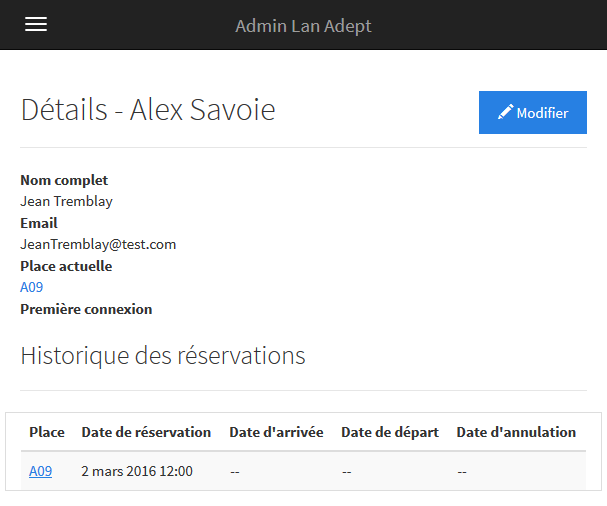 Admin Lan Adept
Détails - Alex Savoie
Modifier
Nom complet
Jean Tremblay
Email
JeanTremblay@test.com
Place actuelle
A09
Première connexion
Historique des réservations
Place Date de réservation Date d'arrivée Date de départ Date d'annulation
A09 2 mars 2016 12:00 -- -- --